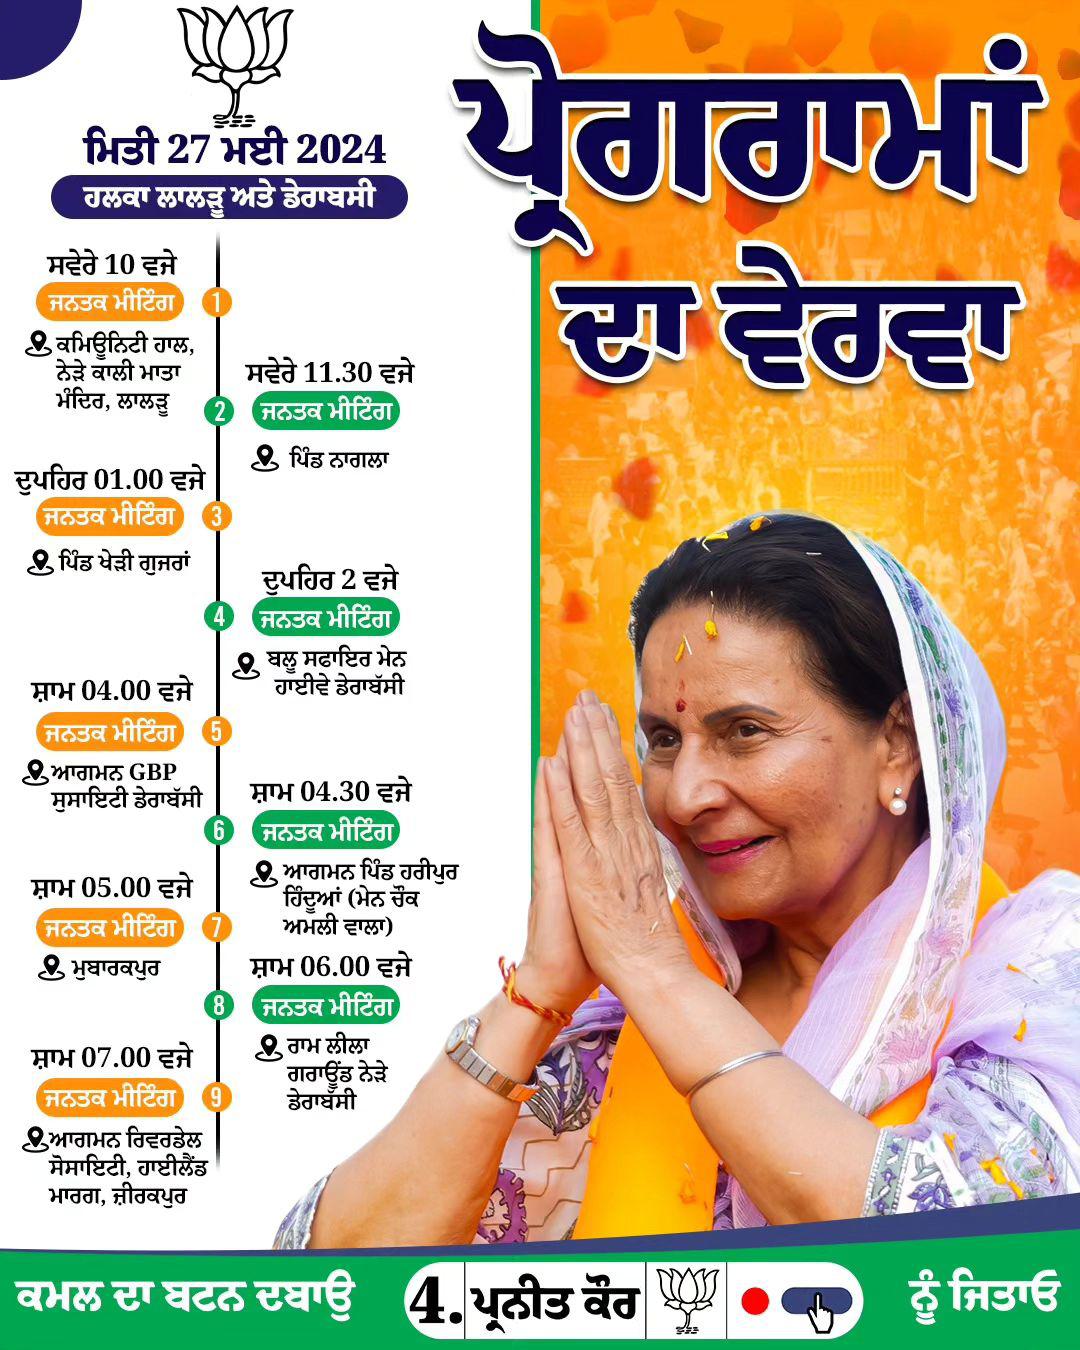 ਪ੍ਰੋਗਰਾਮਾਂ
ਦਾ ਵੇਰਵਾ
ਮਿਤੀ 27 ਮਈ 2024
ਹਲਕਾ ਲਾਲੜੂ ਅਤੇ ਡੇਰਾਬਸੀ
ਸਵੇਰੇ 10 ਵਜੇ
ਜਨਤਕ ਮੀਟਿੰਗ 1
ਕਮਿਊਨਿਟੀ ਹਾਲ,
ਨੇੜੇ ਕਾਲੀ ਮਾਤਾ
ਮੰਦਿਰ, ਲਾਲੜੂ
ਸਵੇਰੇ 11.30 ਵਜੇ
2 ਜਨਤਕ ਮੀਟਿੰਗ
ਪਿੰਡ ਨਾਗਲਾ
ਦੁਪਹਿਰ 01.00 ਵਜੇ
ਜਨਤਕ ਮੀਟਿੰਗ 3
ਪਿੰਡ ਖੇੜੀ ਗੁਜਰਾਂ
ਦੁਪਹਿਰ 2 ਵਜੇ
4 ਜਨਤਕ ਮੀਟਿੰਗ
ਬਲੂ ਸਫਾਇਰ ਮੇਨ
ਹਾਈਵੇ ਡੇਰਾਬੱਸੀ
ਸ਼ਾਮ 04.00 ਵਜੇ
ਜਨਤਕ ਮੀਟਿੰਗ 5
ਆਗਮਨ GBP
ਸੁਸਾਇਟੀ ਡੇਰਾਬੱਸੀ
ਸ਼ਾਮ 04.30 ਵਜੇ
6 ਜਨਤਕ ਮੀਟਿੰਗ
ਆਗਮਨ ਪਿੰਡ ਹਰੀਪੁਰ
ਹਿੰਦੂਆਂ (ਮੇਨ ਚੌਕ
ਅਮਲੀ ਵਾਲਾ)
ਸ਼ਾਮ 05.00 ਵਜੇ
ਜਨਤਕ ਮੀਟਿੰਗ 7
ਮੁਬਾਰਕਪੁਰ
ਸ਼ਾਮ 06.00 ਵਜੇ
8 ਜਨਤਕ ਮੀਟਿੰਗ
ਰਾਮ ਲੀਲਾ
ਗਰਾਊਂਡ ਨੇੜੇ
ਡੇਰਾਬੱਸੀ
ਸ਼ਾਮ 07.00 ਵਜੇ
ਜਨਤਕ ਮੀਟਿੰਗ 9
ਆਗਮਨ ਰਿਵਰਡੇਲ
ਸੋਸਾਇਟੀ, ਹਾਈਲੈਂਡ
ਮਾਰਗ, ਜ਼ੀਰਕਪੁਰ
ਕਮਲ ਦਾ ਬਟਨ ਦਬਾਉ 4. ਪ੍ਰਨੀਤ ਕੌਰ ਨੂੰ ਜਿਤਾਓ